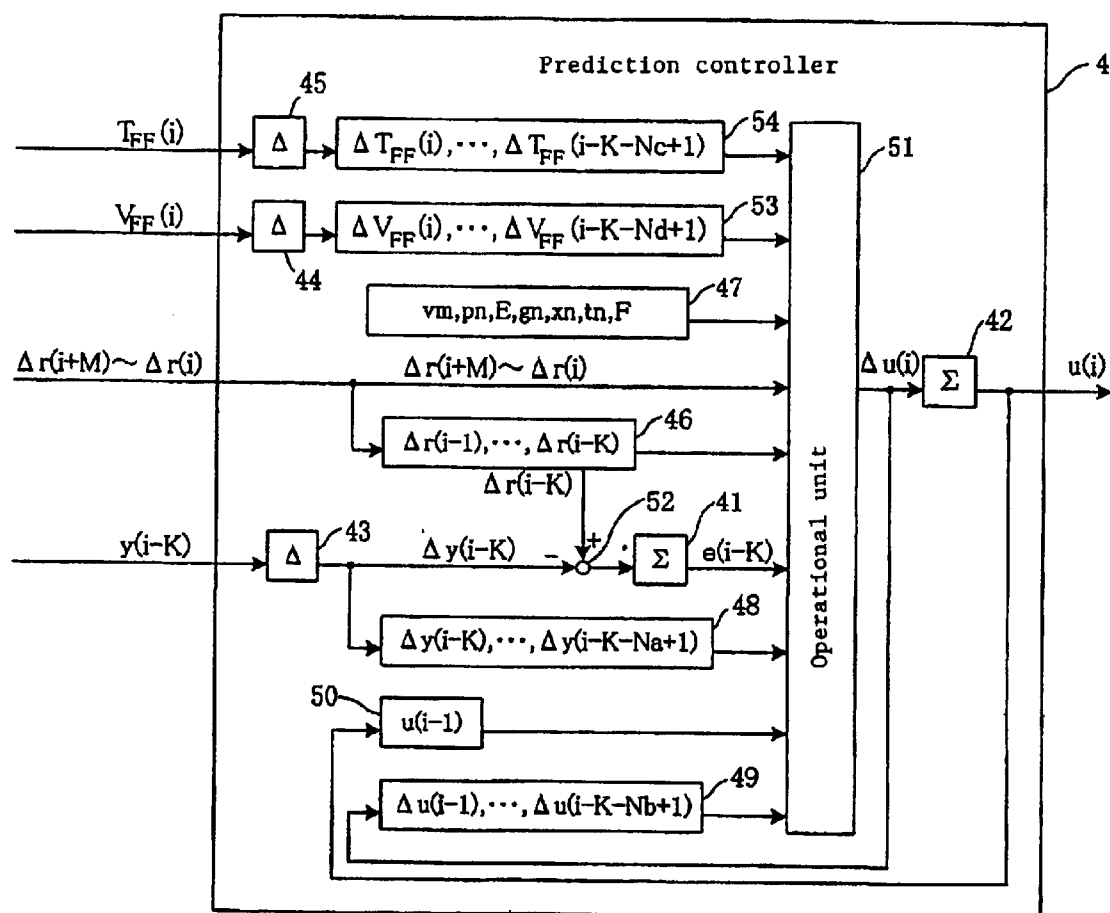 Prediction controller
4
45
T_FF(i)
Δ
ΔT_FF(i),⋯,ΔT_FF(i-K-Nc+1)
54
51
V_FF(i)
Δ
44
ΔV_FF(i),⋯,ΔV_FF(i-K-Nd+1)
53
vm,pn,E,gn,xn,tn,F
47
Δr(i+M)～Δr(i)
Δr(i+M)～Δr(i)
Δu(i)
Σ
42
u(i)
Δr(i-1),⋯,Δr(i-K)
46
Δr(i-K)
Operational unit
y(i-K)
Δ
43
Δy(i-K)
-
+
52
Σ
41
e(i-K)
Δy(i-K),⋯,Δy(i-K-Na+1)
48
50
u(i-1)
Δu(i-1),⋯,Δu(i-K-Nb+1)
49